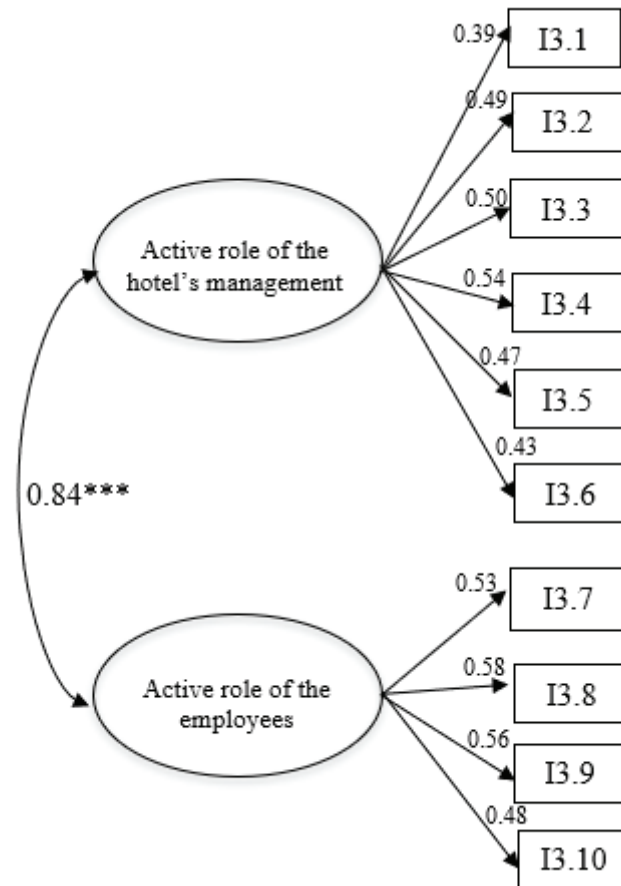 0.39
I3.1
0.49
I3.2
0.50
I3.3
Active role of the
hotel's management
0.54
I3.4
0.47
I3.5
0.43
I3.6
0.84***
0.53
I3.7
0.58
I3.8
Active role of the
employees
0.56
I3.9
0.48
I3.10